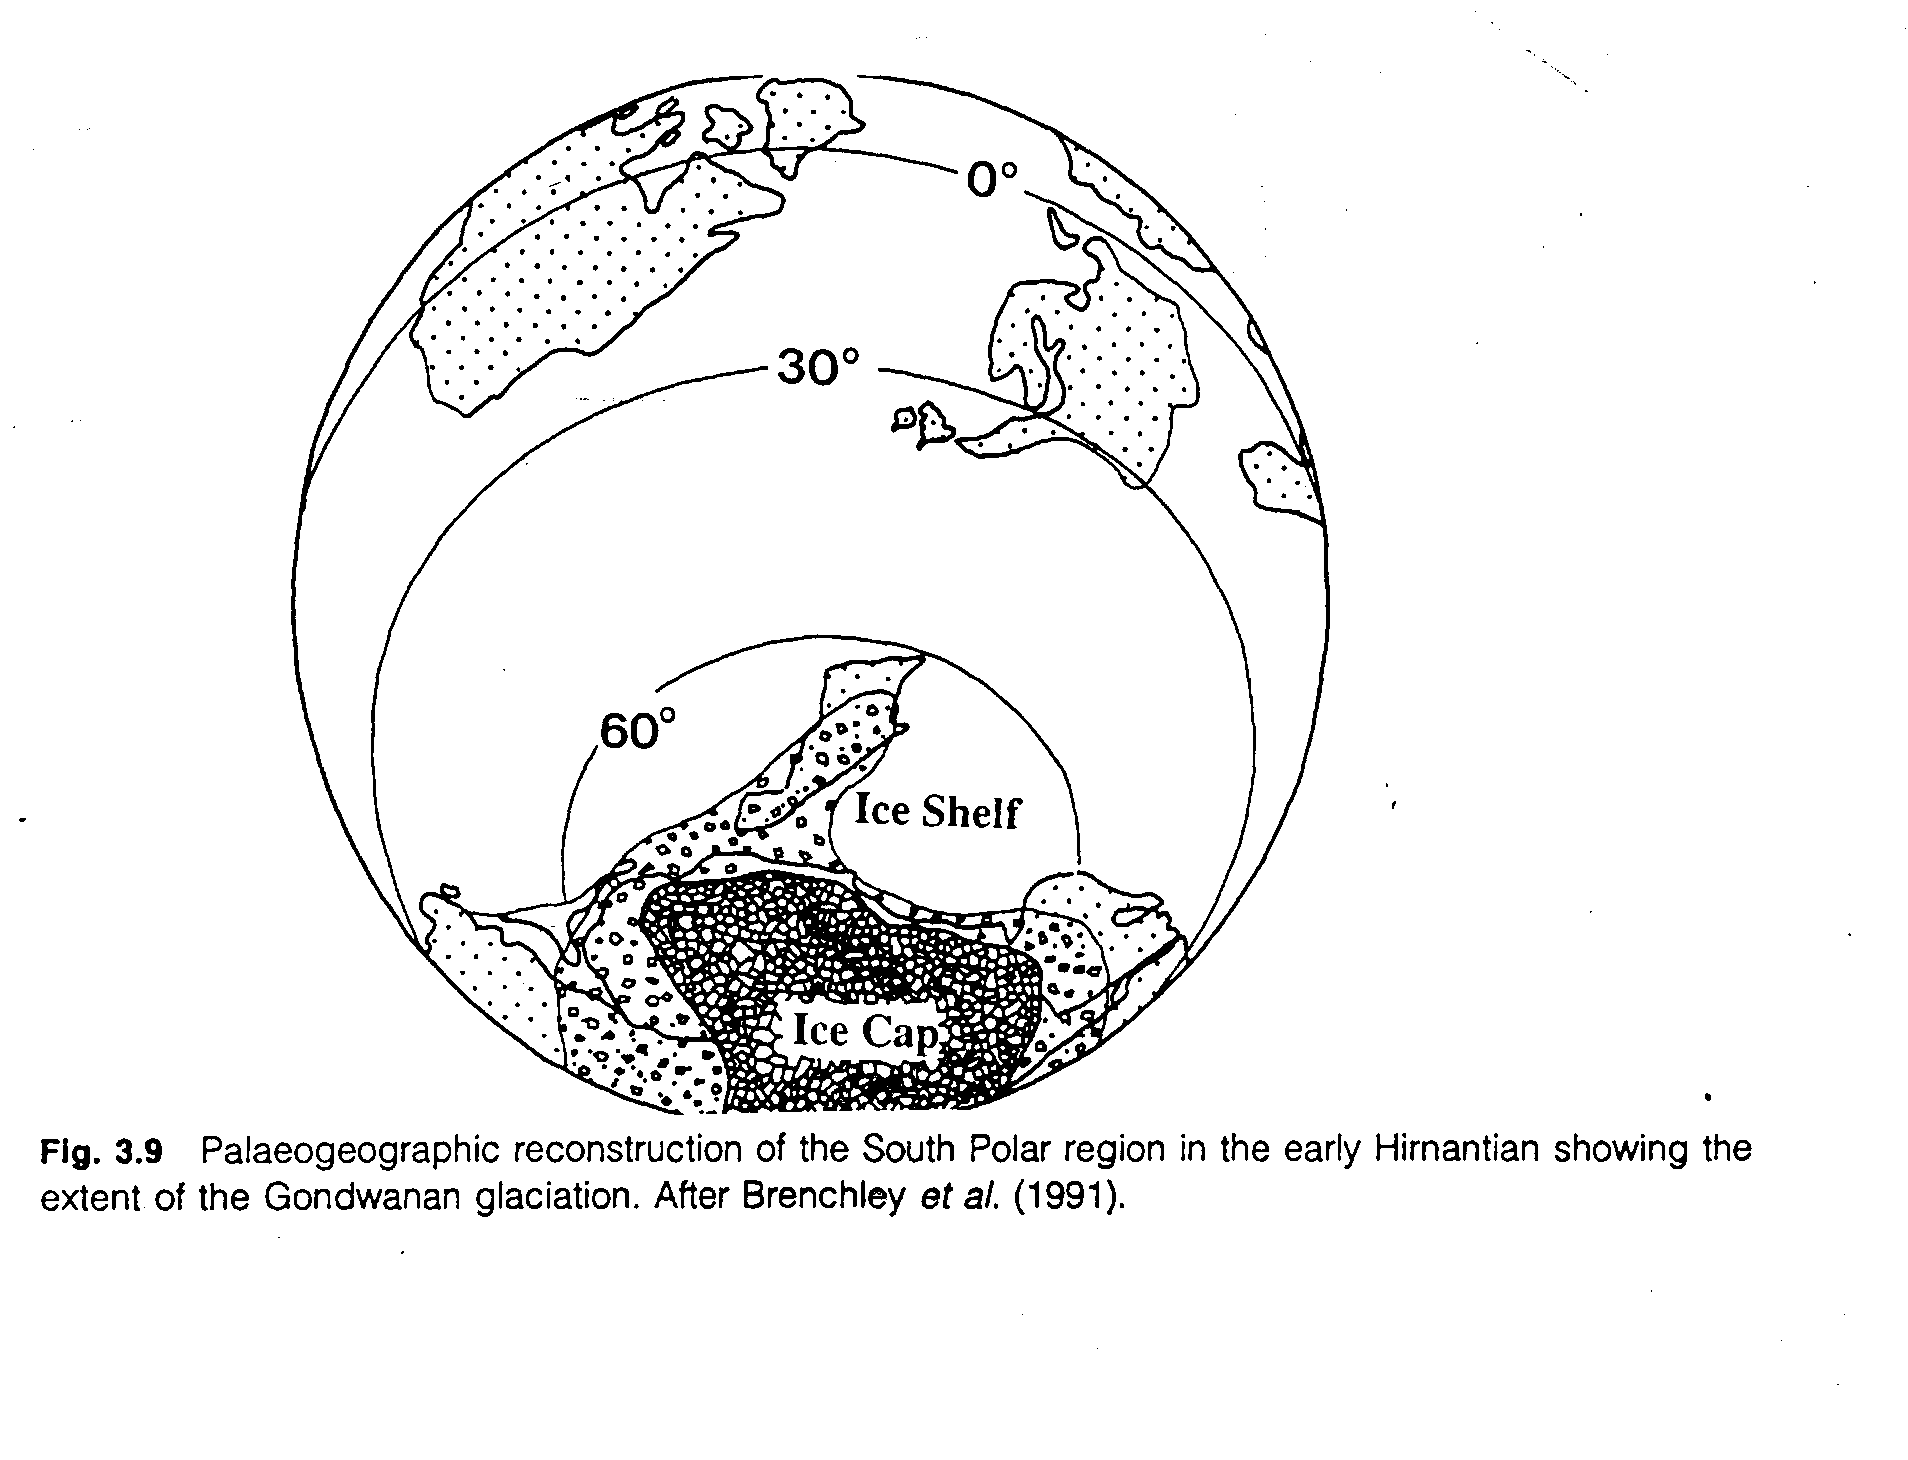 0°
30°
60°
Ice Shelf
Ice Cap
Fig. 3.9 Palaeogeographic reconstruction of the South Polar region in the early Hirnantian showing the
extent of the Gondwanan glaciation. After Brenchley et al. (1991).